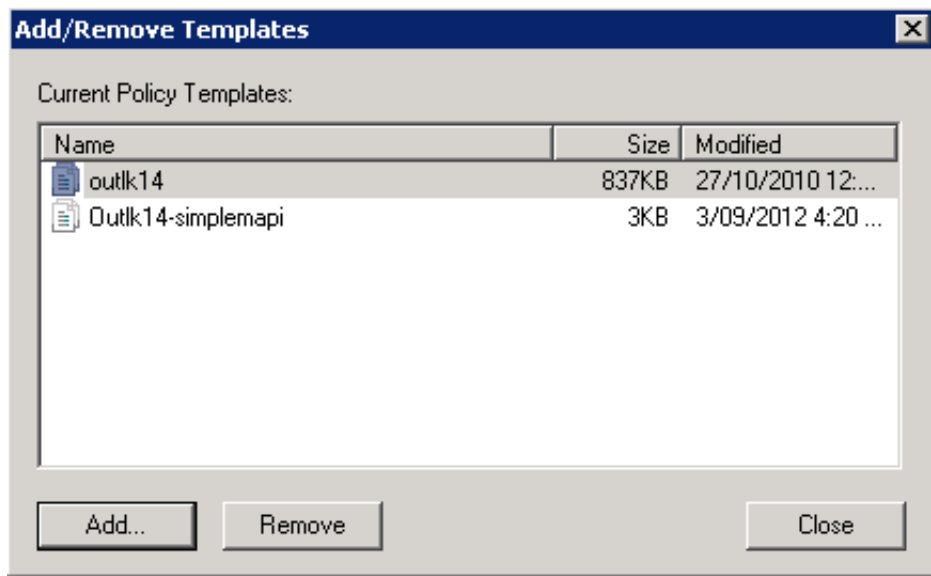 Add/Remove Templates
Current Policy Templates:
Name Size Modified
outlk14 837KB 27/10/2010 12:...
Outlk14-simplemapi 3KB 3/09/2012 4:20 ...
Add... Remove Close